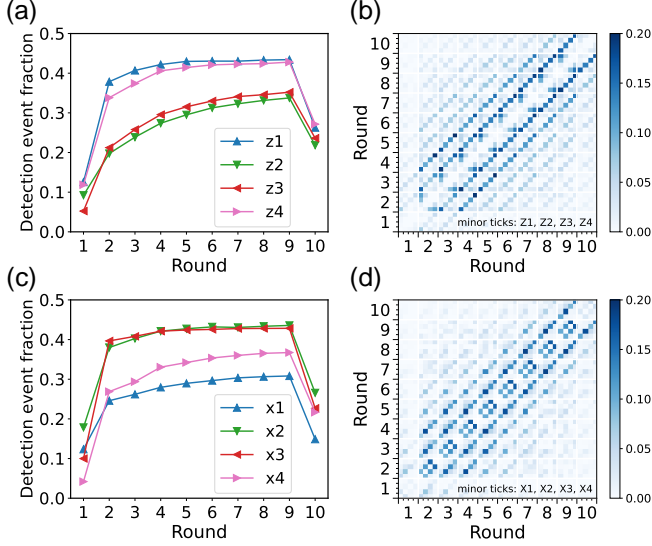 (a)
Detection event fraction
0.5
0.4
0.3
0.2
0.1
0.0
z1
z2
z3
z4
1 2 3 4 5 6 7 8 9 10
Round
(b)
Round
10
9
8
7
6
5
4
3
2
1
minor ticks: Z1, Z2, Z3, Z4
1 2 3 4 5 6 7 8 9 10
Round
0.20
0.15
0.10
0.05
0.00
(c)
Detection event fraction
0.5
0.4
0.3
0.2
0.1
0.0
x1
x2
x3
x4
1 2 3 4 5 6 7 8 9 10
Round
(d)
Round
10
9
8
7
6
5
4
3
2
1
minor ticks: X1, X2, X3, X4
1 2 3 4 5 6 7 8 9 10
Round
0.20
0.15
0.10
0.05
0.00